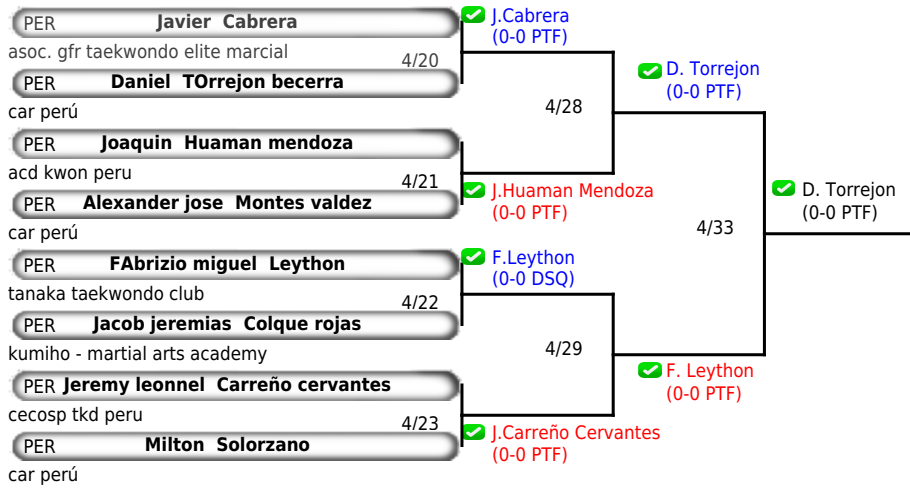 PER Javier Cabrera
asoc. gfr taekwondo elite marcial
4/20
PER Daniel TOrrejon becerra
car perú
J.Cabrera
(0-0 PTF)
PER Joaquin Huaman mendoza
acd kwon peru
4/21
PER Alexander jose Montes valdez
car perú
J.Huaman Mendoza
(0-0 PTF)
4/28
D. Torrejon
(0-0 PTF)
PER FAbrizio miguel Leython
tanaka taekwondo club
4/22
PER Jacob jeremias Colque rojas
kumiho - martial arts academy
F.Leython
(0-0 DSQ)
PER Jeremy leonnel Carreño cervantes
cecosp tkd peru
4/23
PER Milton Solorzano
car perú
J.Carreño Cervantes
(0-0 PTF)
4/29
F. Leython
(0-0 PTF)
4/33
D. Torrejon
(0-0 PTF)